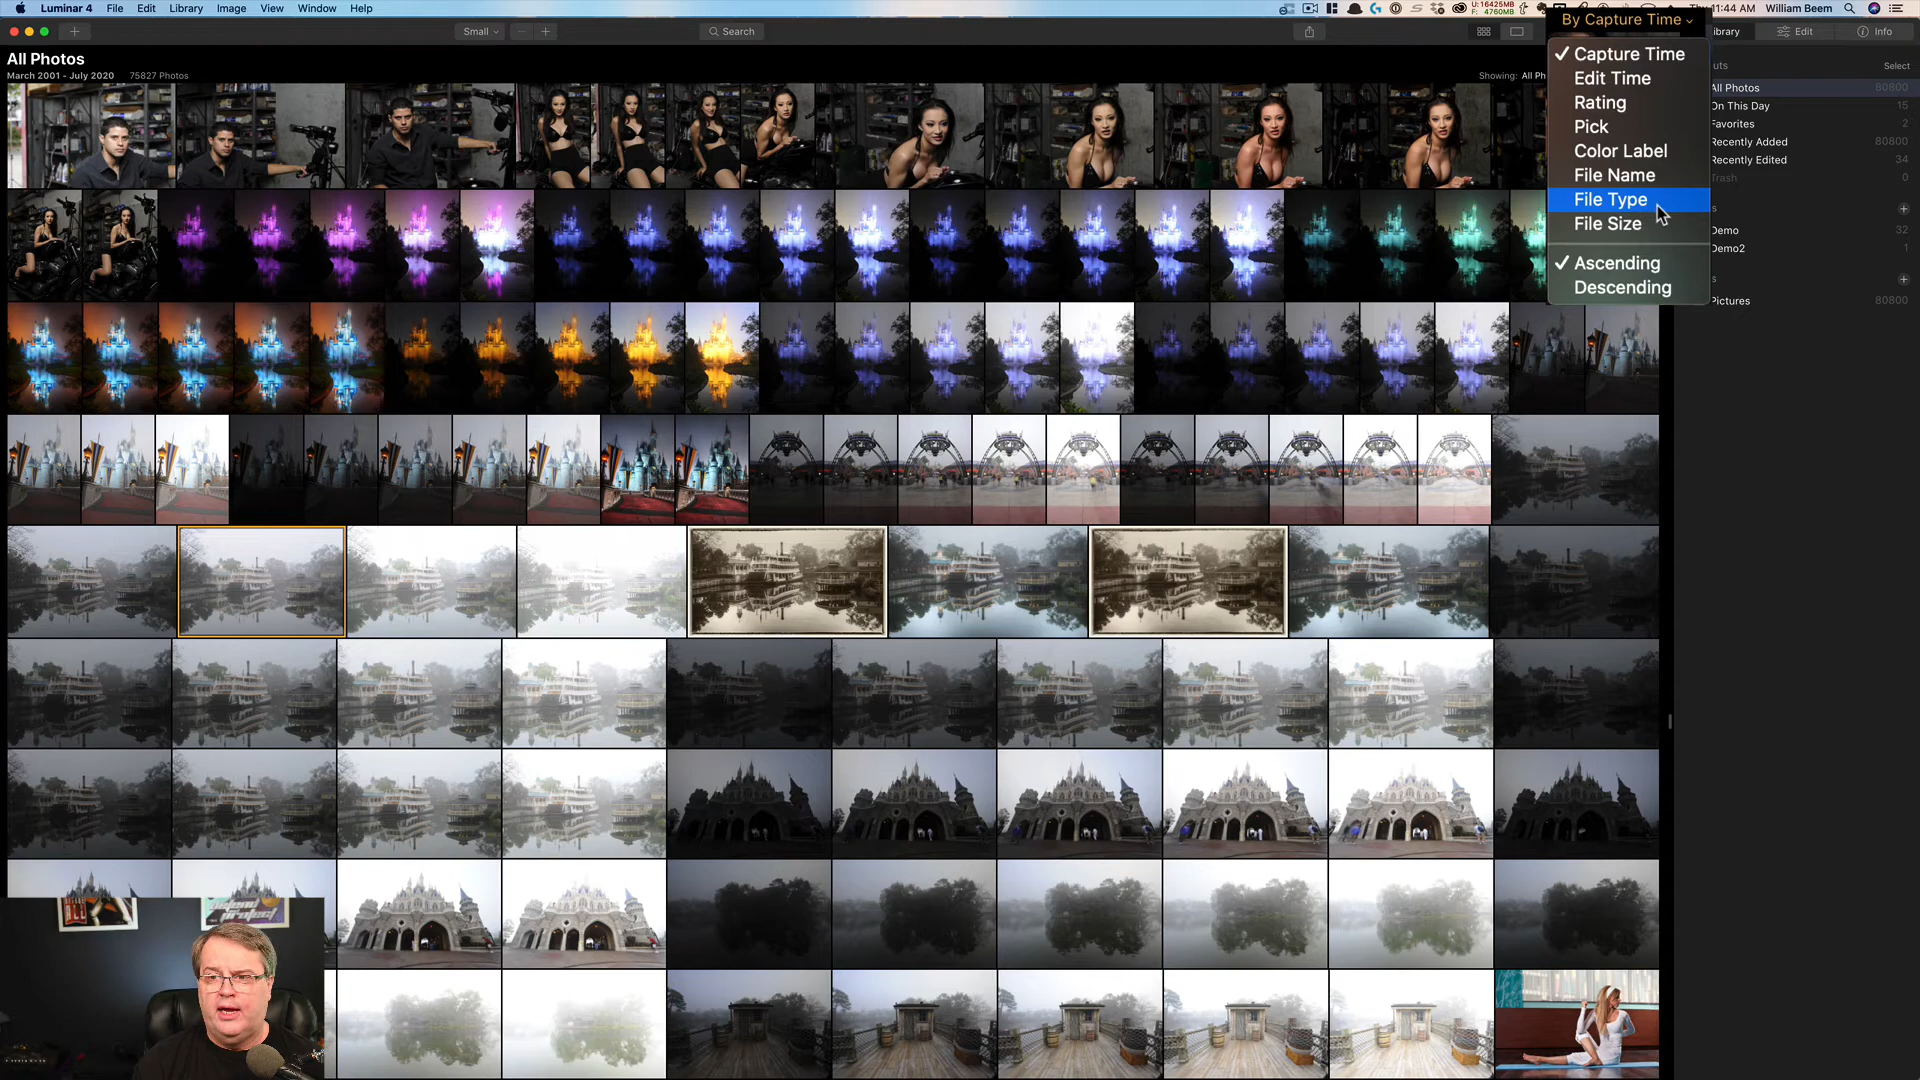 Luminar 4 File Edit Library Image View Window Help
U: 16425MB
F: 4760MB
11:44 AM William Beem
Small
Search
Edit
Info
All Photos
March 2001 - July 2020 75827 Photos
Showing: All Ph
By Capture Time
Capture Time
Edit Time
Rating
Pick
Color Label
File Name
File Type
File Size
Ascending
Descending
ibrary
uts Select
All Photos 80800
On This Day 15
Favorites 2
Recently Added 80800
Recently Edited 34
Trash 0
s
Demo 32
Demo2 1
s
Pictures 80800